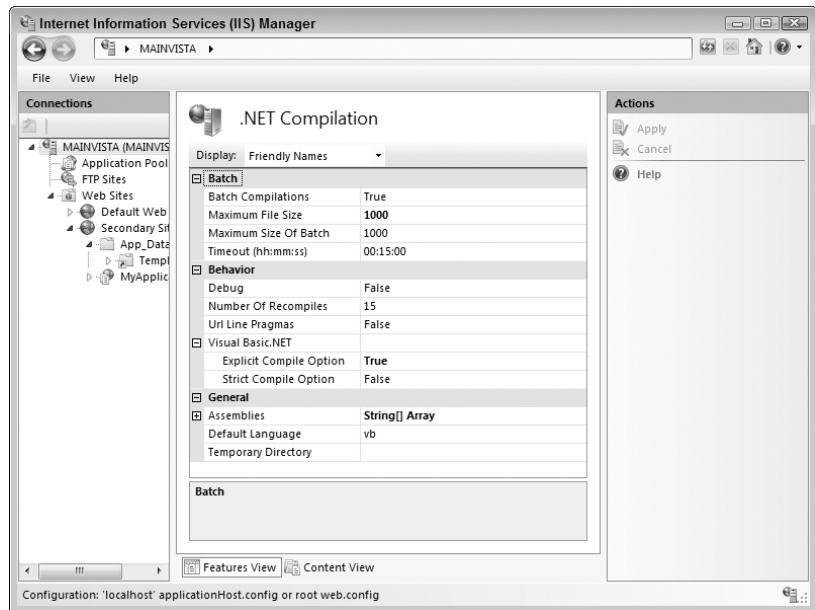 Internet Information Services (IIS) Manager
MAINVISTA
File View Help
Connections
MAINVISTA (MAINVIS
Application Pool
FTP Sites
Web Sites
Default Web
Secondary Sit
App_Data
Templ
MyApplic
.NET Compilation
Display: Friendly Names
Batch
Batch Compilations True
Maximum File Size 1000
Maximum Size Of Batch 1000
Timeout (hh:mm:ss) 00:15:00
Behavior
Debug False
Number Of Recompiles 15
Url Line Pragmas False
Visual Basic.NET
Explicit Compile Option True
Strict Compile Option False
General
Assemblies String[] Array
Default Language vb
Temporary Directory
Batch
Features View Content View
Actions
Apply
Cancel
Help
Configuration: 'localhost' applicationHost.config or root web.config